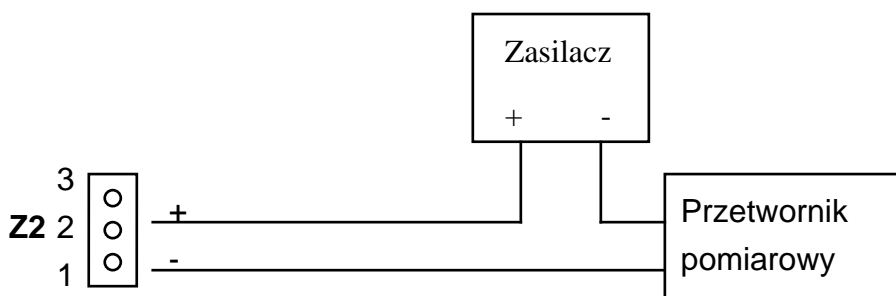 Zasilacz
+ -
3
Z2 2 +
1 -
Przetwornik
pomiarowy